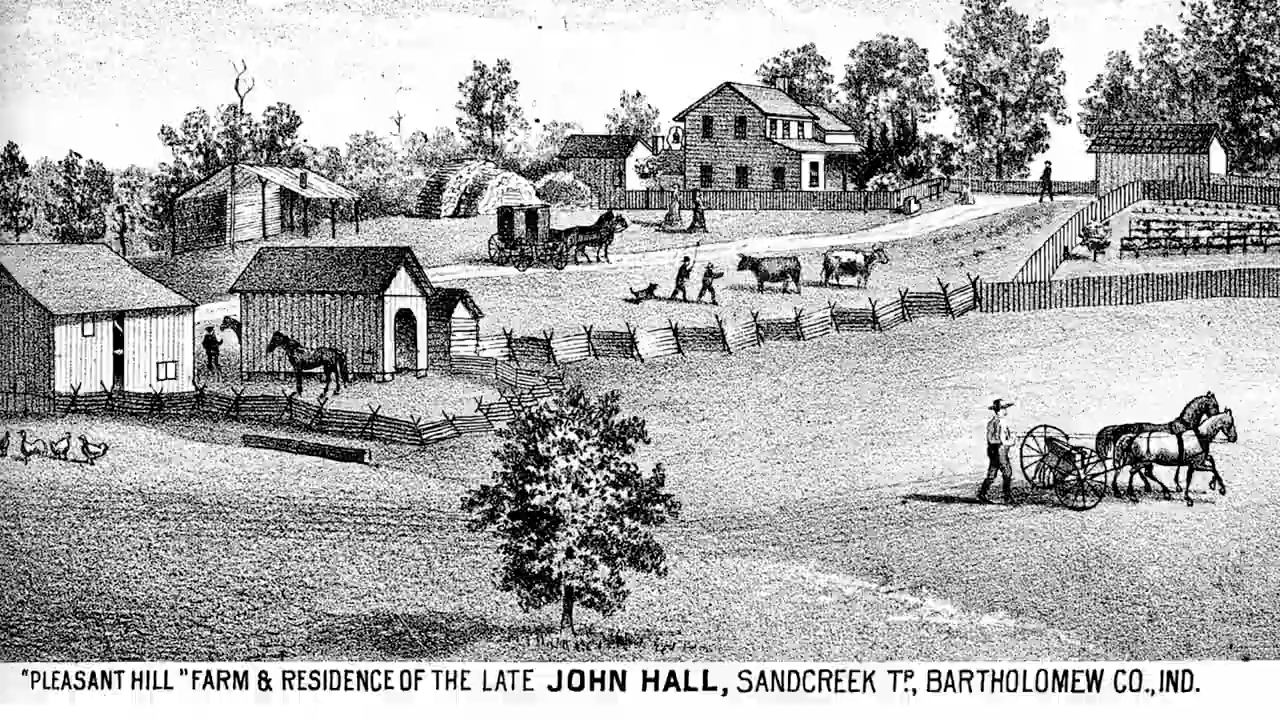 "PLEASANT HILL" FARM & RESIDENCE OF THE LATE JOHN HALL, SANDCREEK TP., BARTHOLOMEW CO., IND.